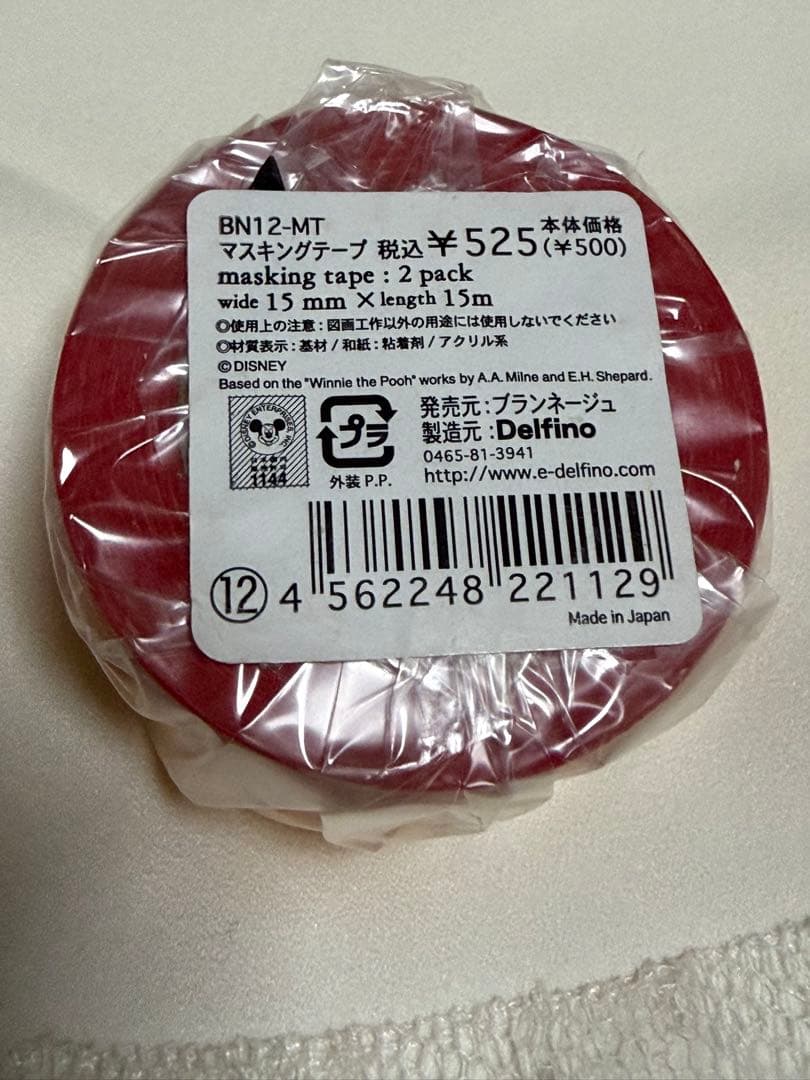 BN12-MT
マスキングテープ 税込¥525 本体価格(¥500)
masking tape : 2 pack
wide 15 mm × length 15m
◎使用上の注意:図画工作以外の用途には使用しないでください
◎材質表示:基材/和紙:粘着剤/アクリル系
©DISNEY
Based on the "Winnie the Pooh" works by A.A. Milne and E.H. Shepard.
©DISNEY ENTERPRISES, INC.
1144
プラ
外装 P.P.
発売元:ブランネージュ
製造元:Delfino
0465-81-3941
http://www.e-delfino.com
⑫ 4 562248 221129
Made in Japan